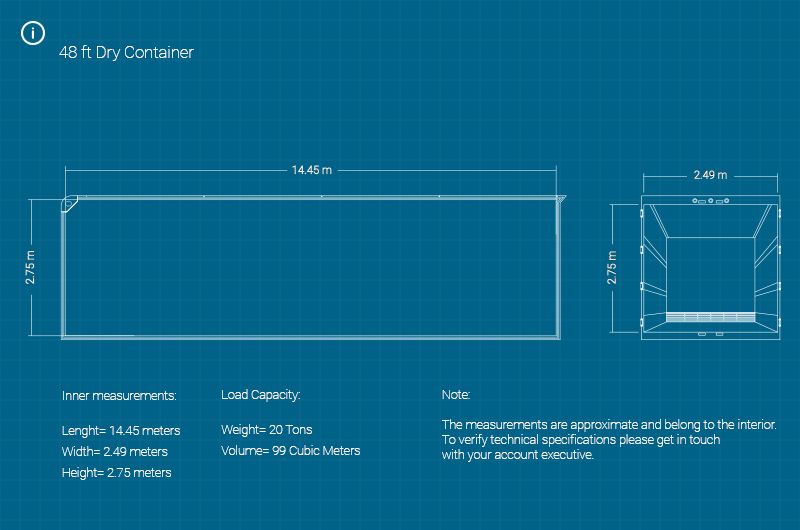 48 ft Dry Container
14.45 m
2.49 m
2.75 m
2.75 m
Inner measurements:
Lenght= 14.45 meters
Width= 2.49 meters
Height= 2.75 meters
Load Capacity:
Weight= 20 Tons
Volume= 99 Cubic Meters
Note:
The measurements are approximate and belong to the interior.
To verify technical specifications please get in touch
with your account executive.